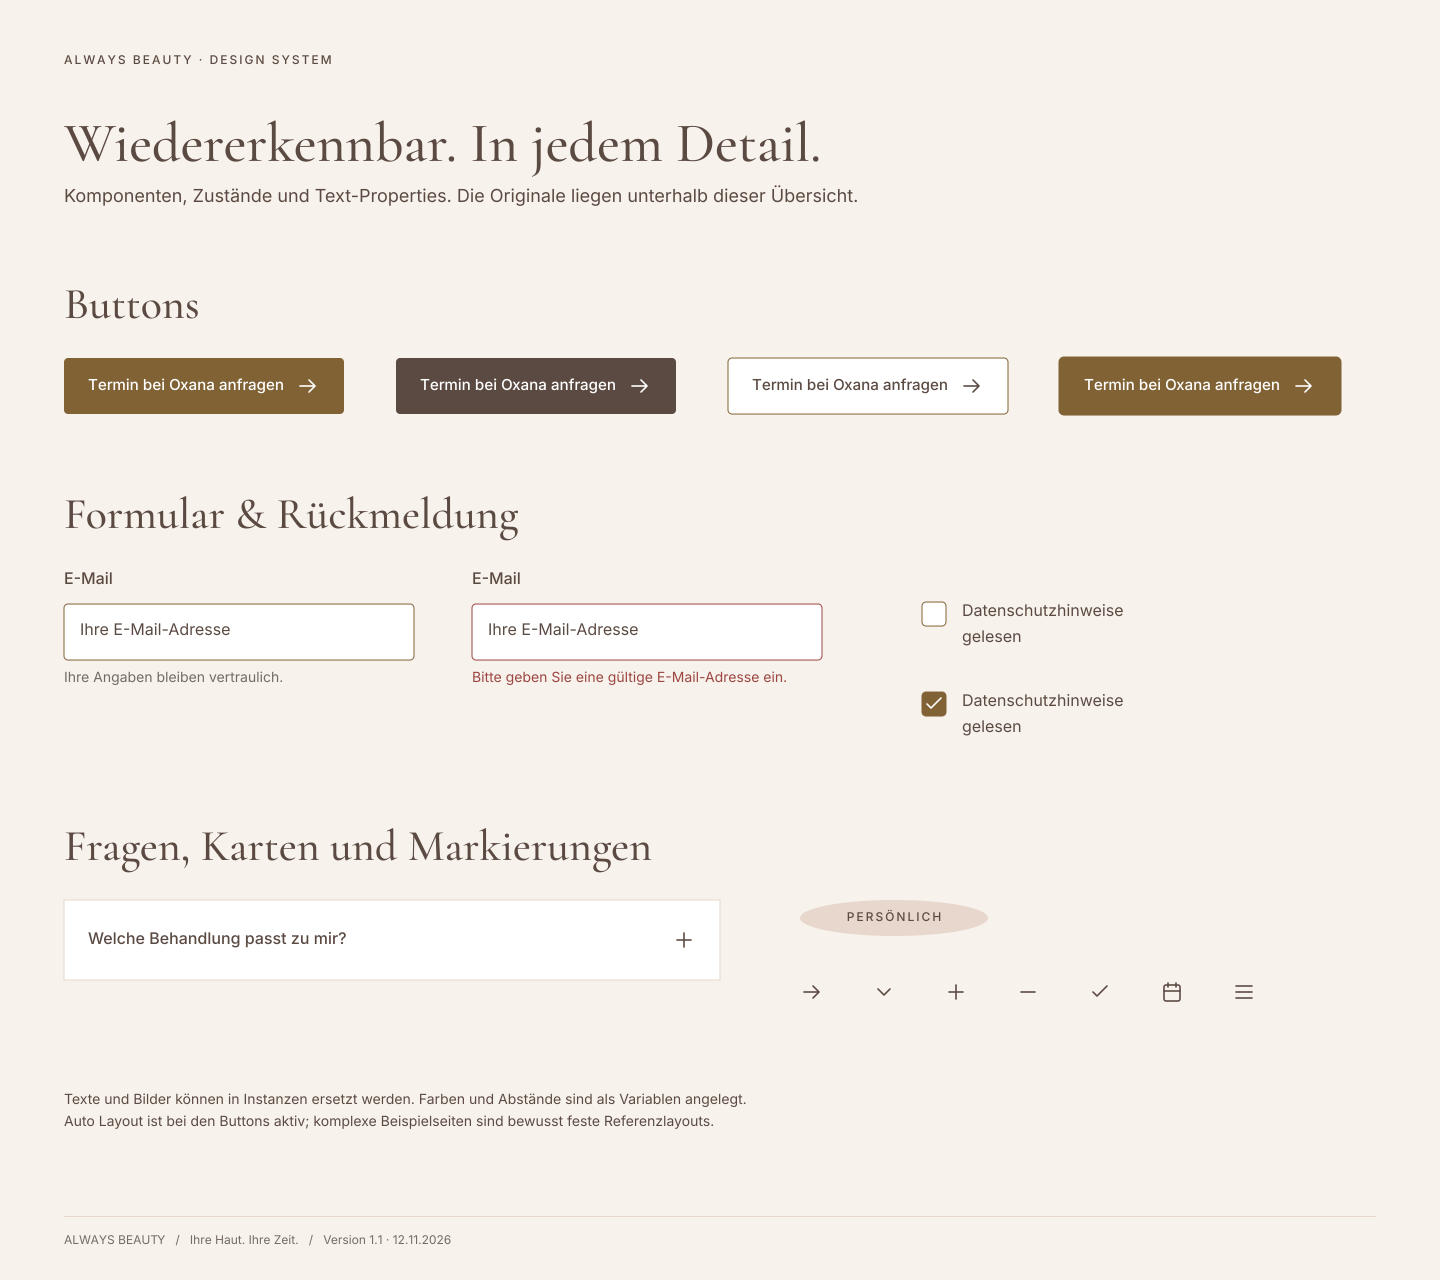 ALWAYS BEAUTY · DESIGN SYSTEM
Wiedererkennbar. In jedem Detail.
Komponenten, Zustände und Text-Properties. Die Originale liegen unterhalb dieser Übersicht.
Buttons
Termin bei Oxana anfragen
Termin bei Oxana anfragen
Termin bei Oxana anfragen
Termin bei Oxana anfragen
Formular & Rückmeldung
E-Mail
Ihre E-Mail-Adresse
Ihre Angaben bleiben vertraulich.
E-Mail
Ihre E-Mail-Adresse
Bitte geben Sie eine gültige E-Mail-Adresse ein.
Datenschutzhinweise
gelesen
Datenschutzhinweise
gelesen
Fragen, Karten und Markierungen
Welche Behandlung passt zu mir?
PERSÖNLICH
Texte und Bilder können in Instanzen ersetzt werden. Farben und Abstände sind als Variablen angelegt.
Auto Layout ist bei den Buttons aktiv; komplexe Beispielseiten sind bewusst feste Referenzlayouts.
ALWAYS BEAUTY / Ihre Haut. Ihre Zeit. / Version 1.1 · 12.11.2026